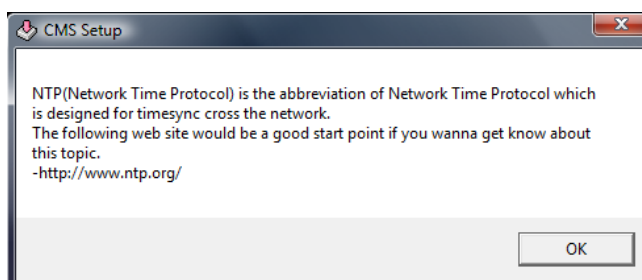 CMS Setup
NTP(Network Time Protocol) is the abbreviation of Network Time Protocol which
is designed for timesync cross the network.
The following web site would be a good start point if you wanna get know about
this topic.
-http://www.ntp.org/
OK